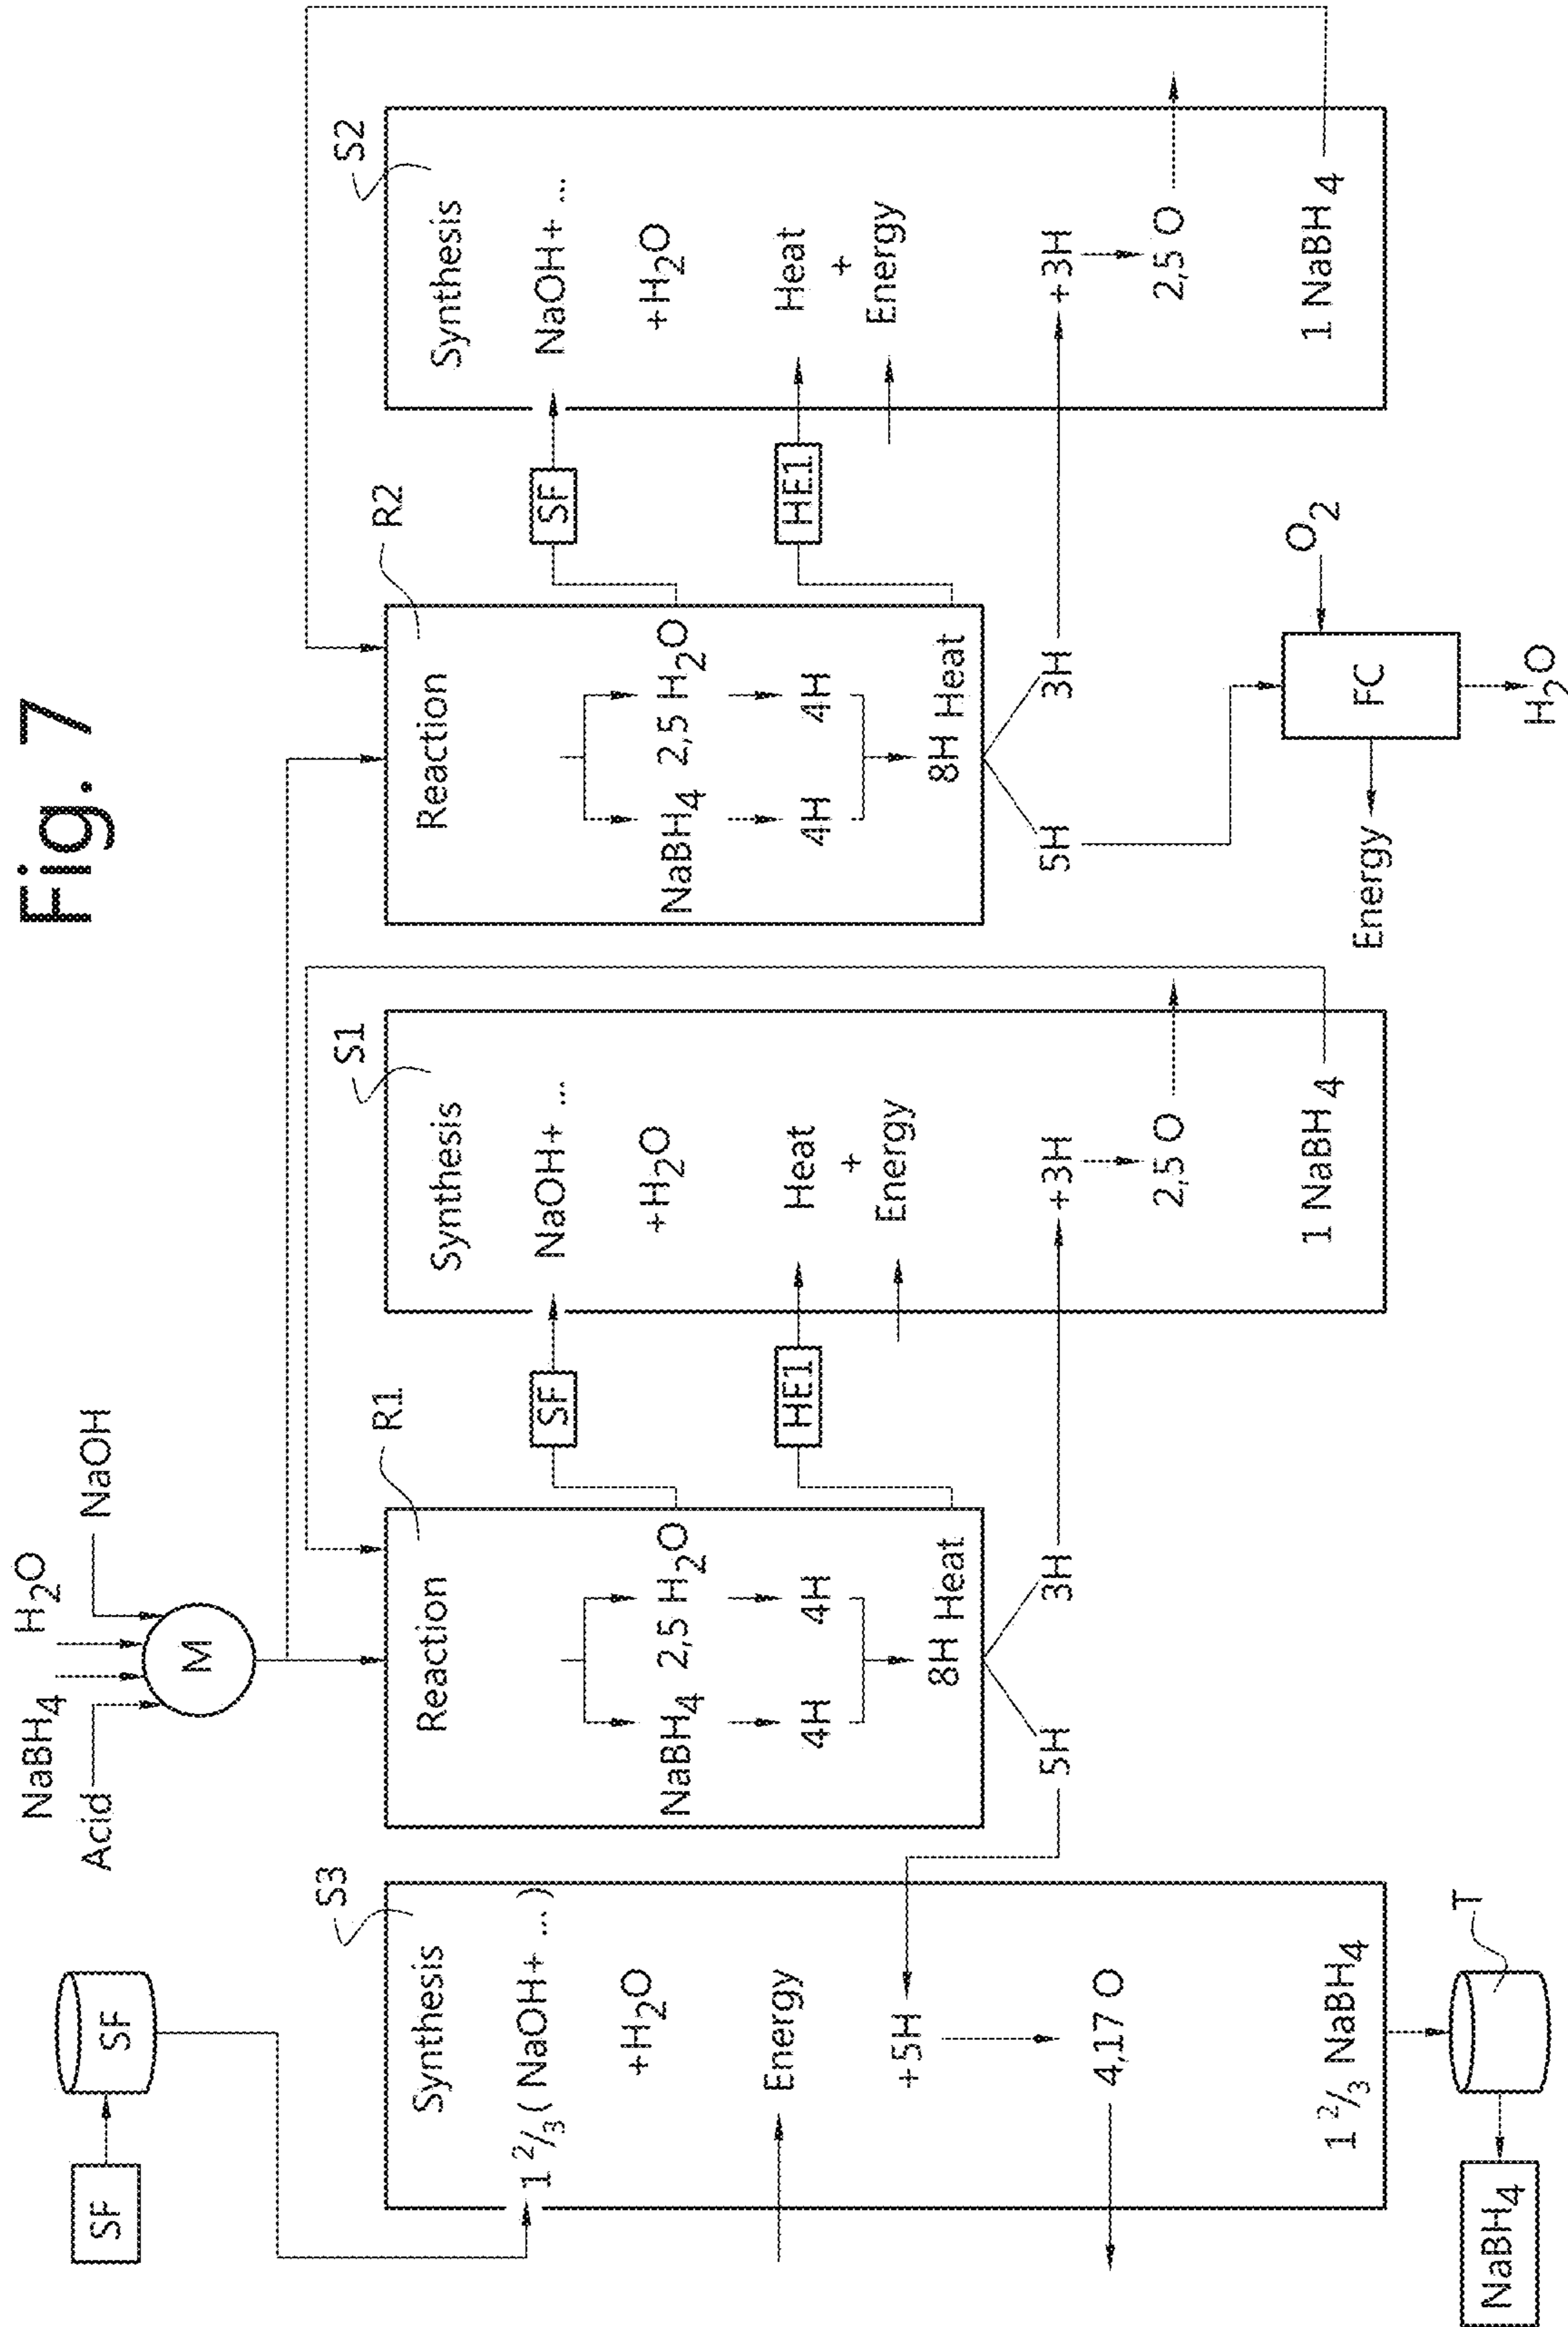 Fig. 7
SF
SF
NaBH4
H2O
Acid
NaOH
M
S3
Synthesis
1 2/3 ( NaOH+ ... )
+H2O
Energy
+5H
4,17 O
1 2/3 NaBH4
T
NaBH4
R1
Reaction
NaBH4 2,5 H2O
4H 4H
8H Heat
5H 3H
SF
HE1
S1
Synthesis
NaOH+ ...
+H2O
Heat
+
Energy
+3H
2,5 O
1 NaBH4
R2
Reaction
NaBH4 2,5 H2O
4H 4H
8H Heat
5H 3H
SF
HE1
Energy
FC
O2
H2O
S2
Synthesis
NaOH+ ...
+H2O
Heat
+
Energy
+3H
2,5 O
1 NaBH4